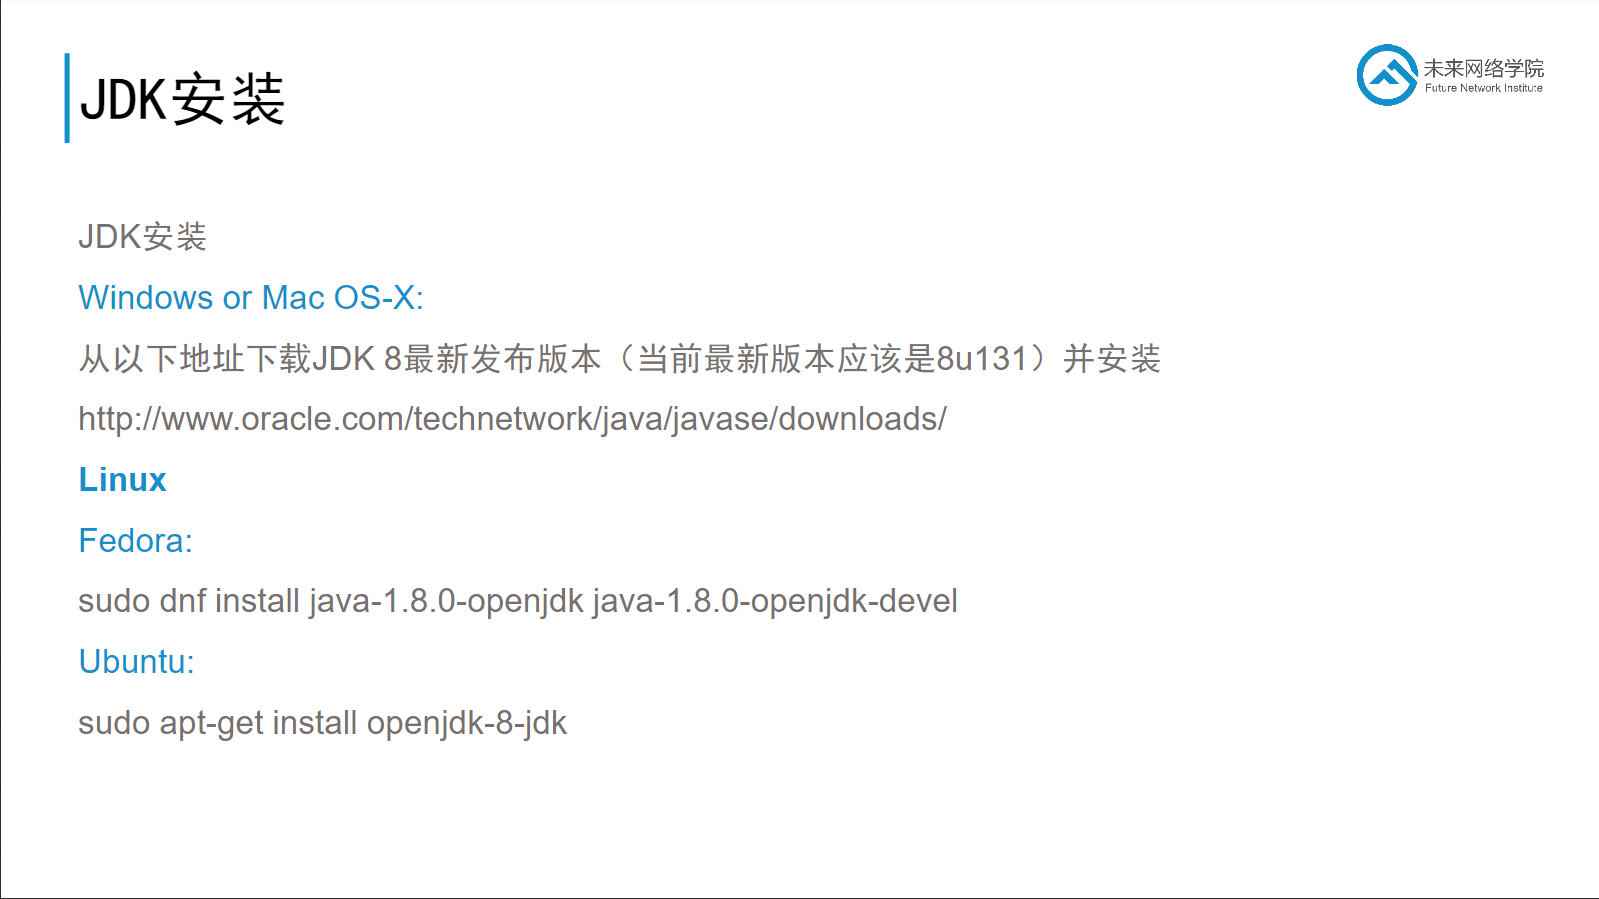 JDK安装
未来网络学院
Future Network Institute
JDK安装
Windows or Mac OS-X:
从以下地址下载JDK 8最新发布版本（当前最新版本应该是8u131）并安装
http://www.oracle.com/technetwork/java/javase/downloads/
Linux
Fedora:
sudo dnf install java-1.8.0-openjdk java-1.8.0-openjdk-devel
Ubuntu:
sudo apt-get install openjdk-8-jdk